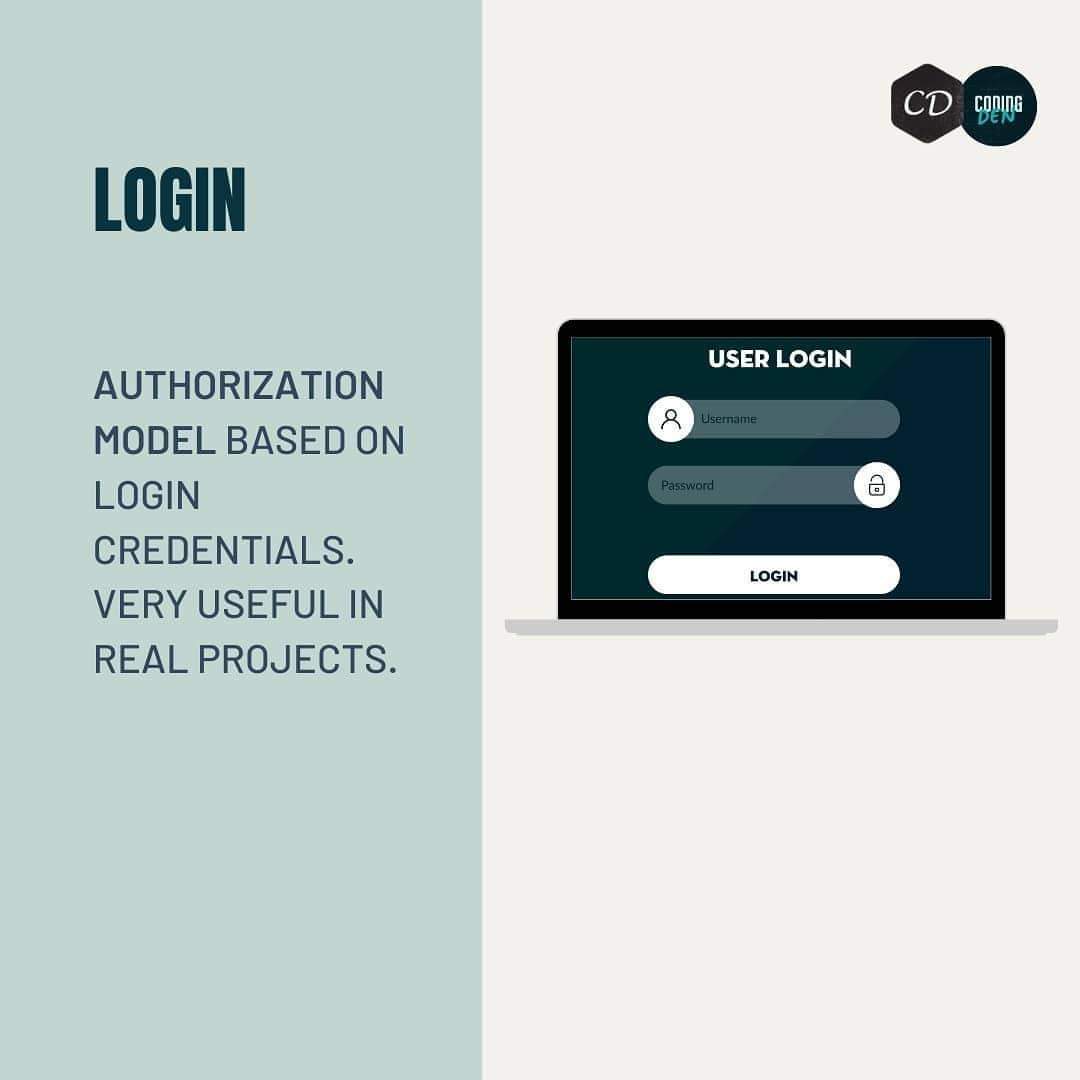 CD
CODING
DEN
LOGIN
AUTHORIZATION
MODEL BASED ON
LOGIN
CREDENTIALS.
VERY USEFUL IN
REAL PROJECTS.
USER LOGIN
Username
Password
LOGIN